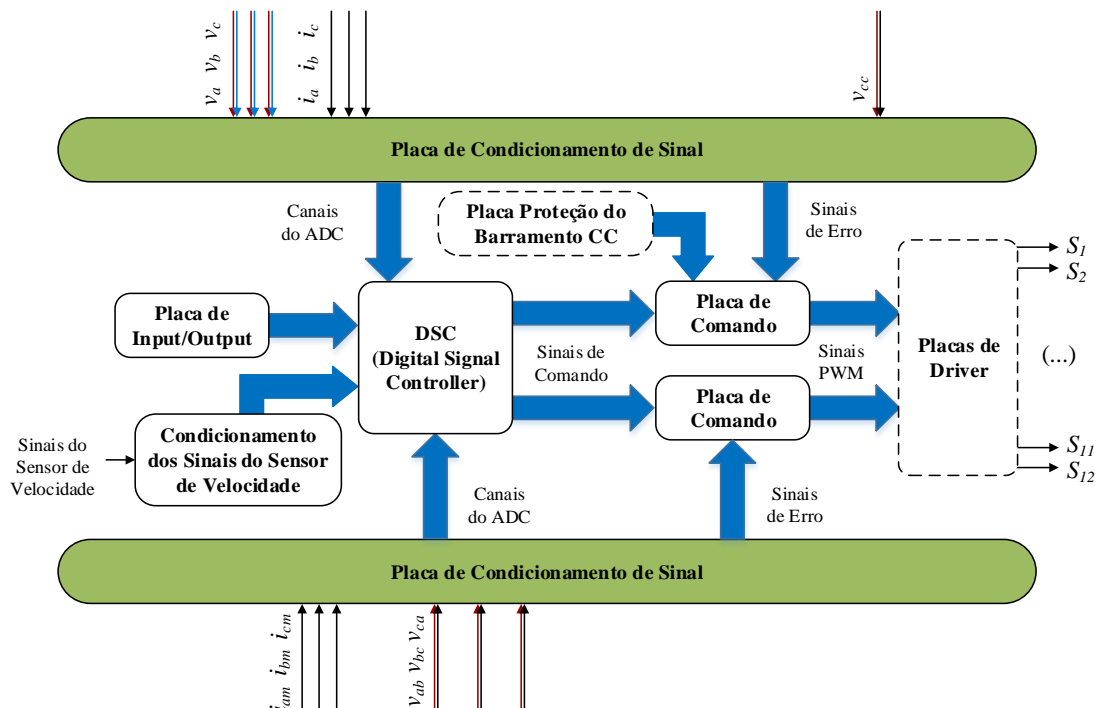 v_a v_b v_c
i_a i_b i_c
v_cc
Placa de Condicionamento de Sinal
Canais
do ADC
Placa Proteção do
Barramento CC
Sinais
de Erro
S_1
S_2
Placa de
Input/Output
DSC
(Digital Signal
Controller)
Placa de
Comando
Sinais de
Comando
Sinais
PWM
Placas de
Driver
(...)
Placa de
Comando
Sinais do
Sensor de
Velocidade
Condicionamento
dos Sinais do Sensor
de Velocidade
S_11
S_12
Canais
do ADC
Sinais
de Erro
Placa de Condicionamento de Sinal
i_am i_bm i_cm
v_ab v_bc v_ca